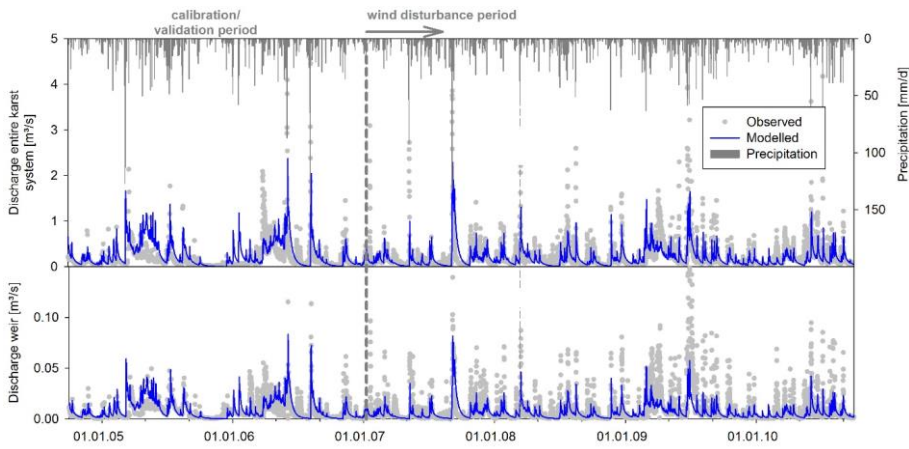 calibration/ wind disturbance period
validation period
5
4
3
2
1
0
Discharge entire karst
system [m³/s]
0
50
100
150
Precipitation [mm/d]
Observed
Modelled
Precipitation
0.10
0.05
0.00
Discharge weir [m³/s]
01.01.05 01.01.06 01.01.07 01.01.08 01.01.09 01.01.10